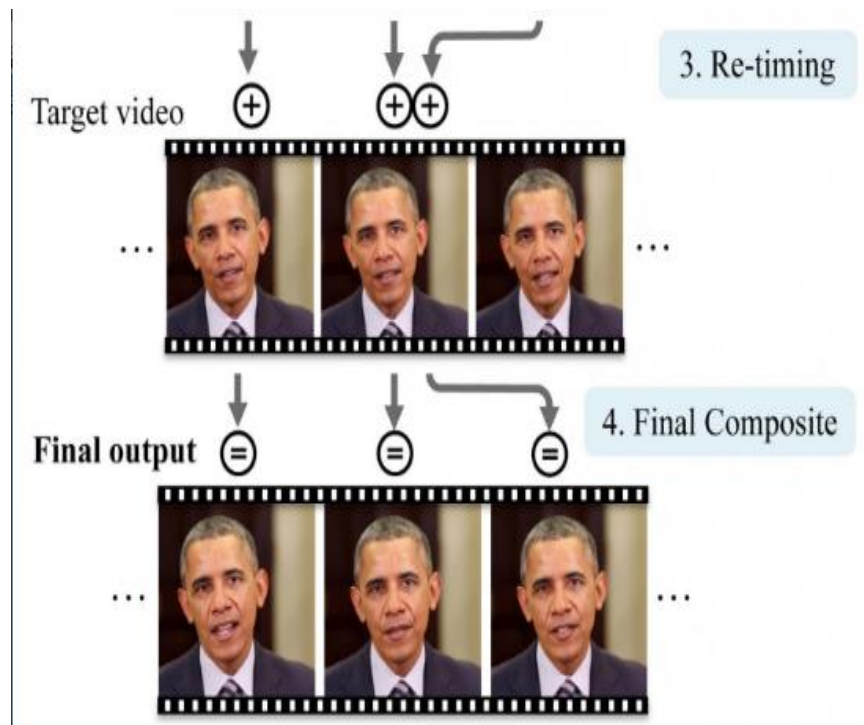 3. Re-timing
Target video
...
...
4. Final Composite
Final output
...
...